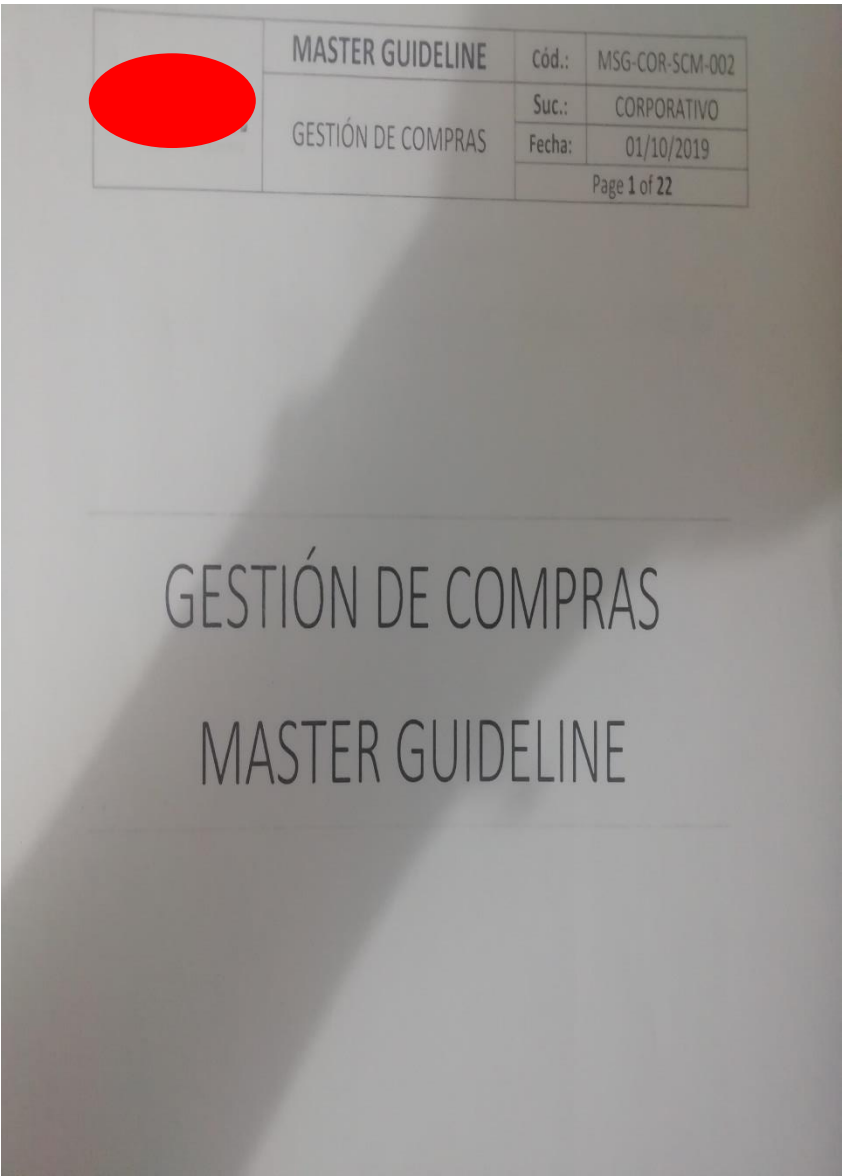 MASTER GUIDELINE
Cód.: MSG-COR-SCM-002
GESTIÓN DE COMPRAS
Suc.: CORPORATIVO
Fecha: 01/10/2019
Page 1 of 22
GESTIÓN DE COMPRAS
MASTER GUIDELINE